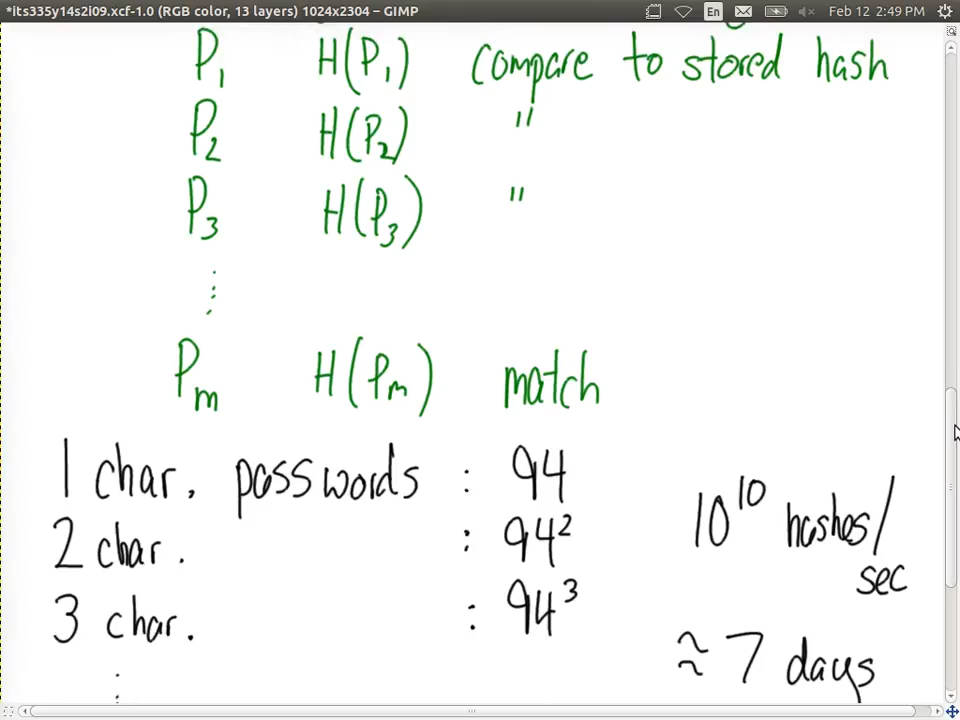 *its335y14s2i09.xcf-1.0 (RGB color, 13 layers) 1024x2304 – GIMP En Feb 12 2:49 PM
P₁ H(P₁) compare to stored hash
P₂ H(P₂) "
P₃ H(P₃) "
⋮
Pₘ H(Pₘ) match
1 char. passwords : 94
2 char. : 94²
3 char. : 94³
⋮
10¹⁰ hashes/
sec
≈ 7 days